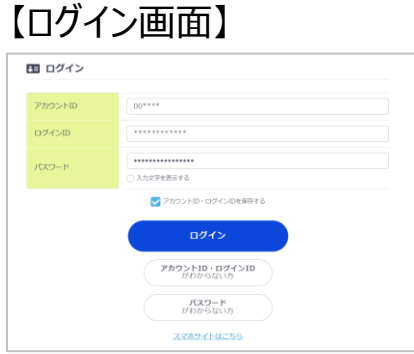 【ログイン画面】
ログイン
アカウントID
00****
ログインID
************
パスワード
****************
入力文字を表示する
アカウントID・ログインIDを保存する
ログイン
アカウントID・ログインID
がわからない方
パスワード
がわからない方
スマホサイトはこちら